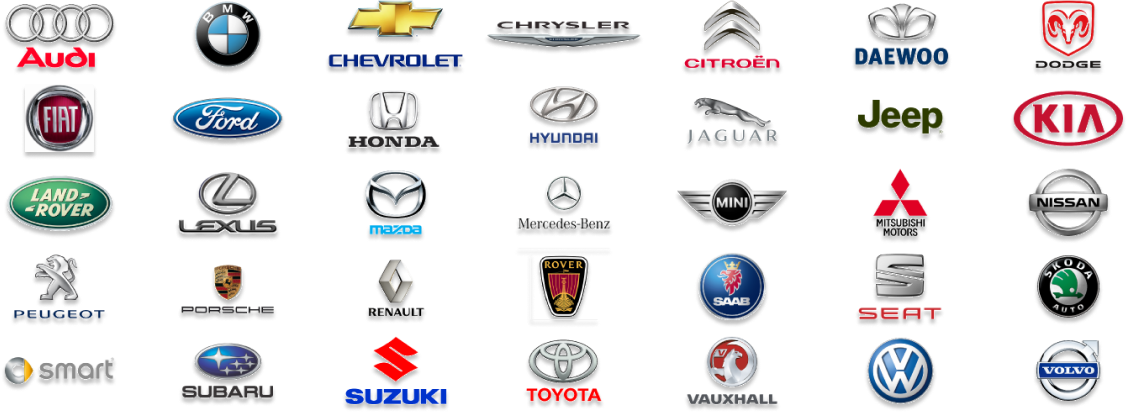 Audi
BMW
CHEVROLET
CHRYSLER
CITROËN
DAEWOO
DODGE
FIAT
Ford
HONDA
HYUNDAI
JAGUAR
Jeep
KIA
LAND-
-ROVER
LEXUS
mazda
Mercedes-Benz
MINI
MITSUBISHI
MOTORS
NISSAN
PEUGEOT
PORSCHE
RENAULT
ROVER
SAAB
SEAT
SKODA
AUTO
smart
SUBARU
SUZUKI
TOYOTA
VAUXHALL
VW
VOLVO